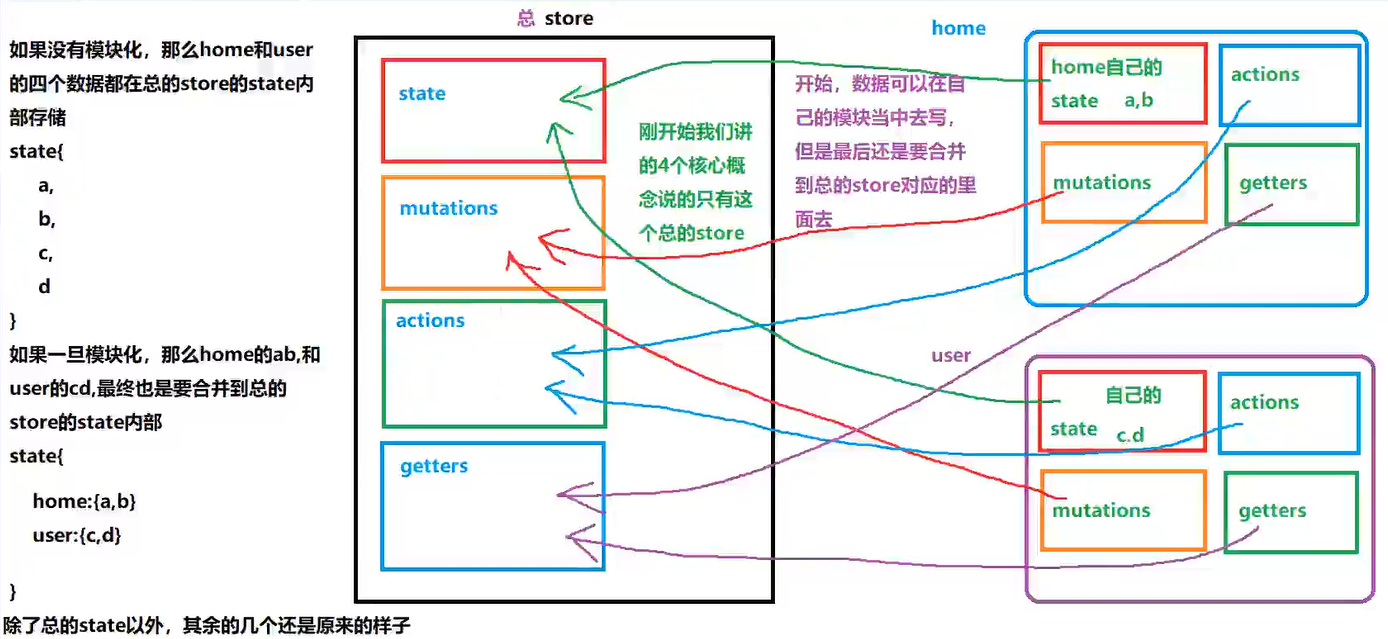 总 store
如果没有模块化，那么home和user
的四个数据都在总的store的state内
部存储
state{
a,
b,
c,
d
}
如果一旦模块化，那么home的ab,和
user的cd,最终也是要合并到总的
store的state内部
state{
home:{a,b}
user:{c,d}
}
除了总的state以外，其余的几个还是原来的样子
state
mutations
actions
getters
刚开始我们讲
的4个核心概
念说的只有这
个总的store
开始，数据可以在自
己的模块当中去写，
但是最后还是要合并
到总的store对应的里
面去
home
home自己的
state a,b
actions
mutations
getters
user
自己的
state c.d
actions
mutations
getters